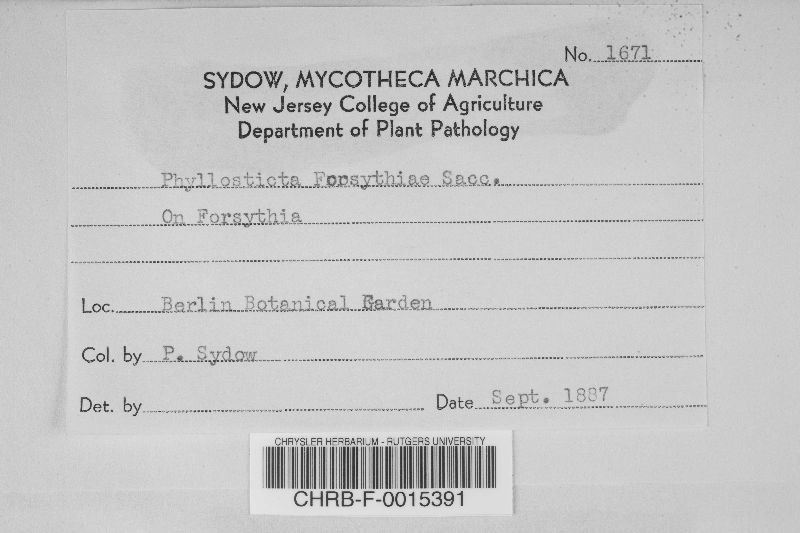 No. 1671
SYDOW, MYCOTHECA MARCHICA
New Jersey College of Agriculture
Department of Plant Pathology
Phyllosticta Forsythiae Sacc.
On Forsythia
Loc. Berlin Botanical Garden
Col. by P. Sydow
Det. by
Date Sept. 1887
CHRYSLER HERBARIUM - RUTGERS UNIVERSITY
CHRB-F-0015391